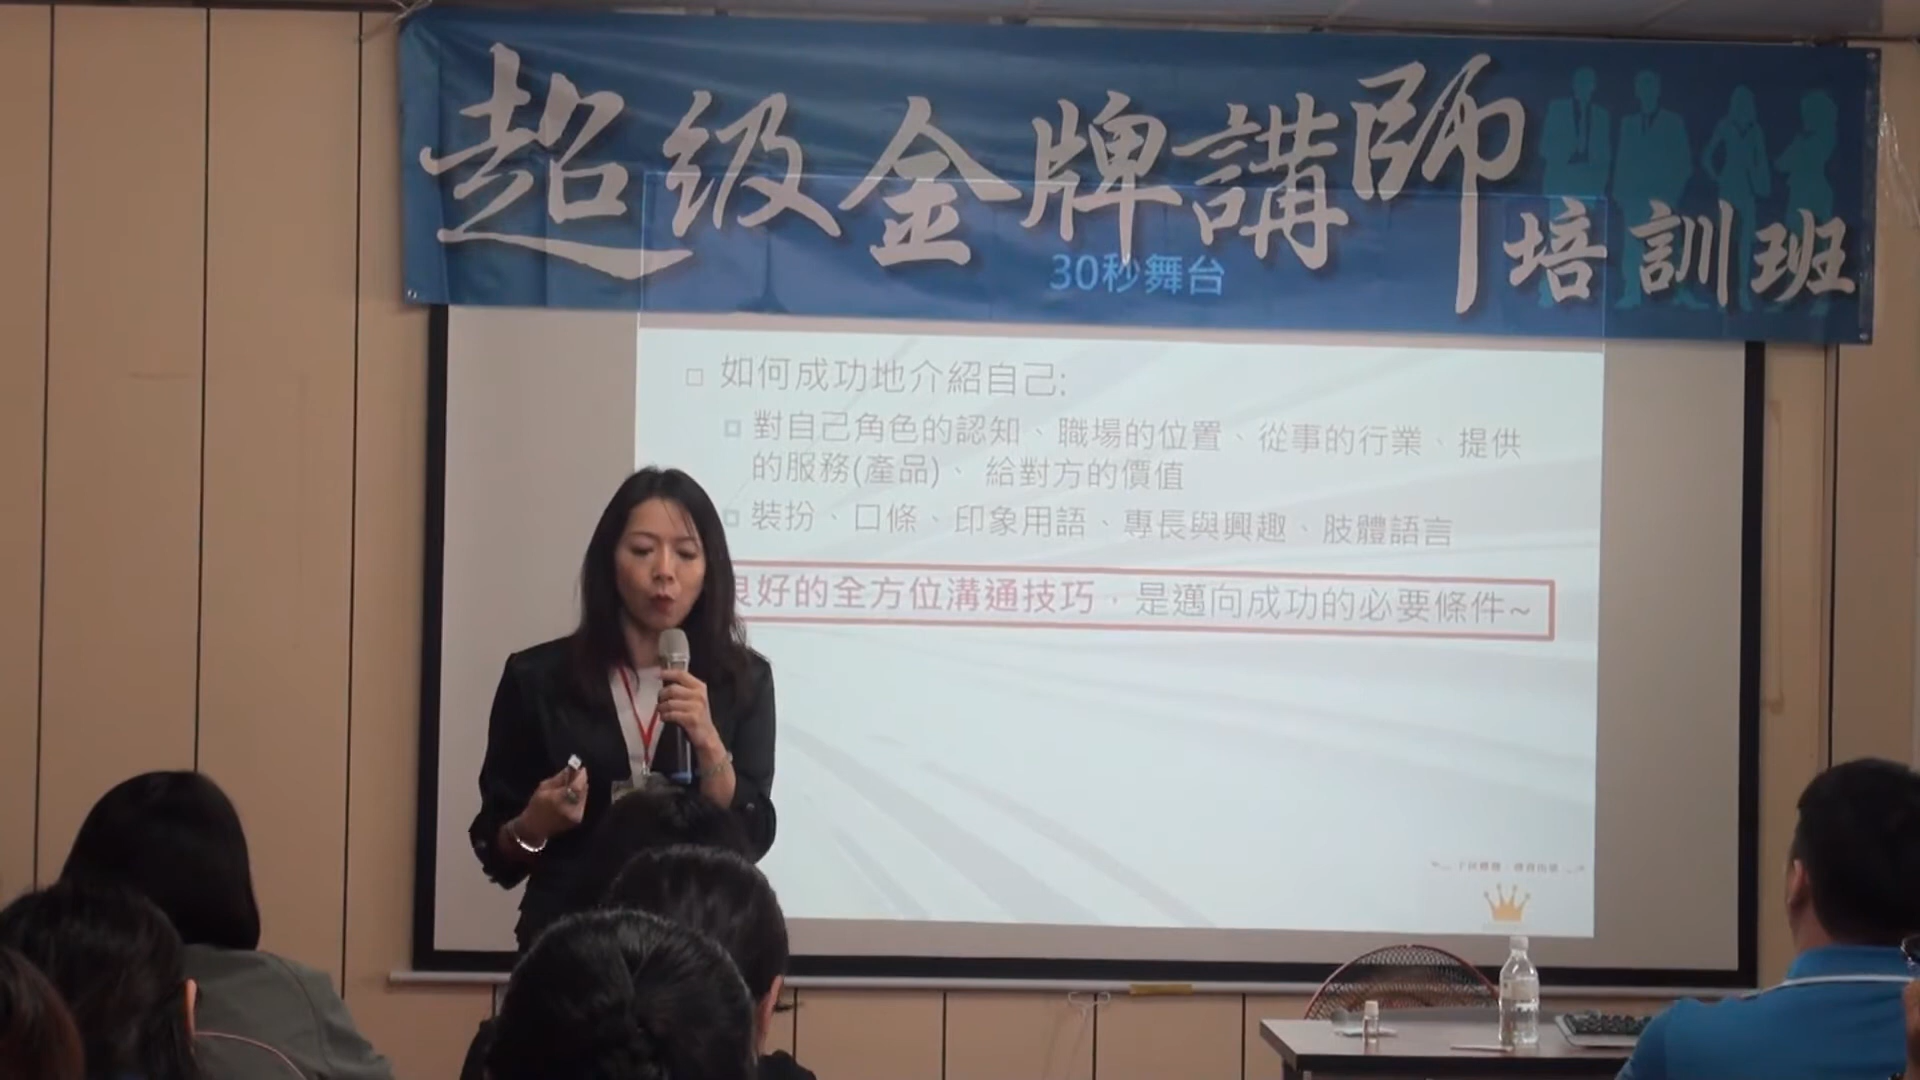 超级金牌講師培訓班
30秒舞台
如何成功地介紹自己:
對自己角色的認知、職場的位置、從事的行業、提供
的服務(產品)、 給對方的價值
裝扮、口條、印象用語、專長與興趣、肢體語言
良好的全方位溝通技巧，是邁向成功的必要條件~